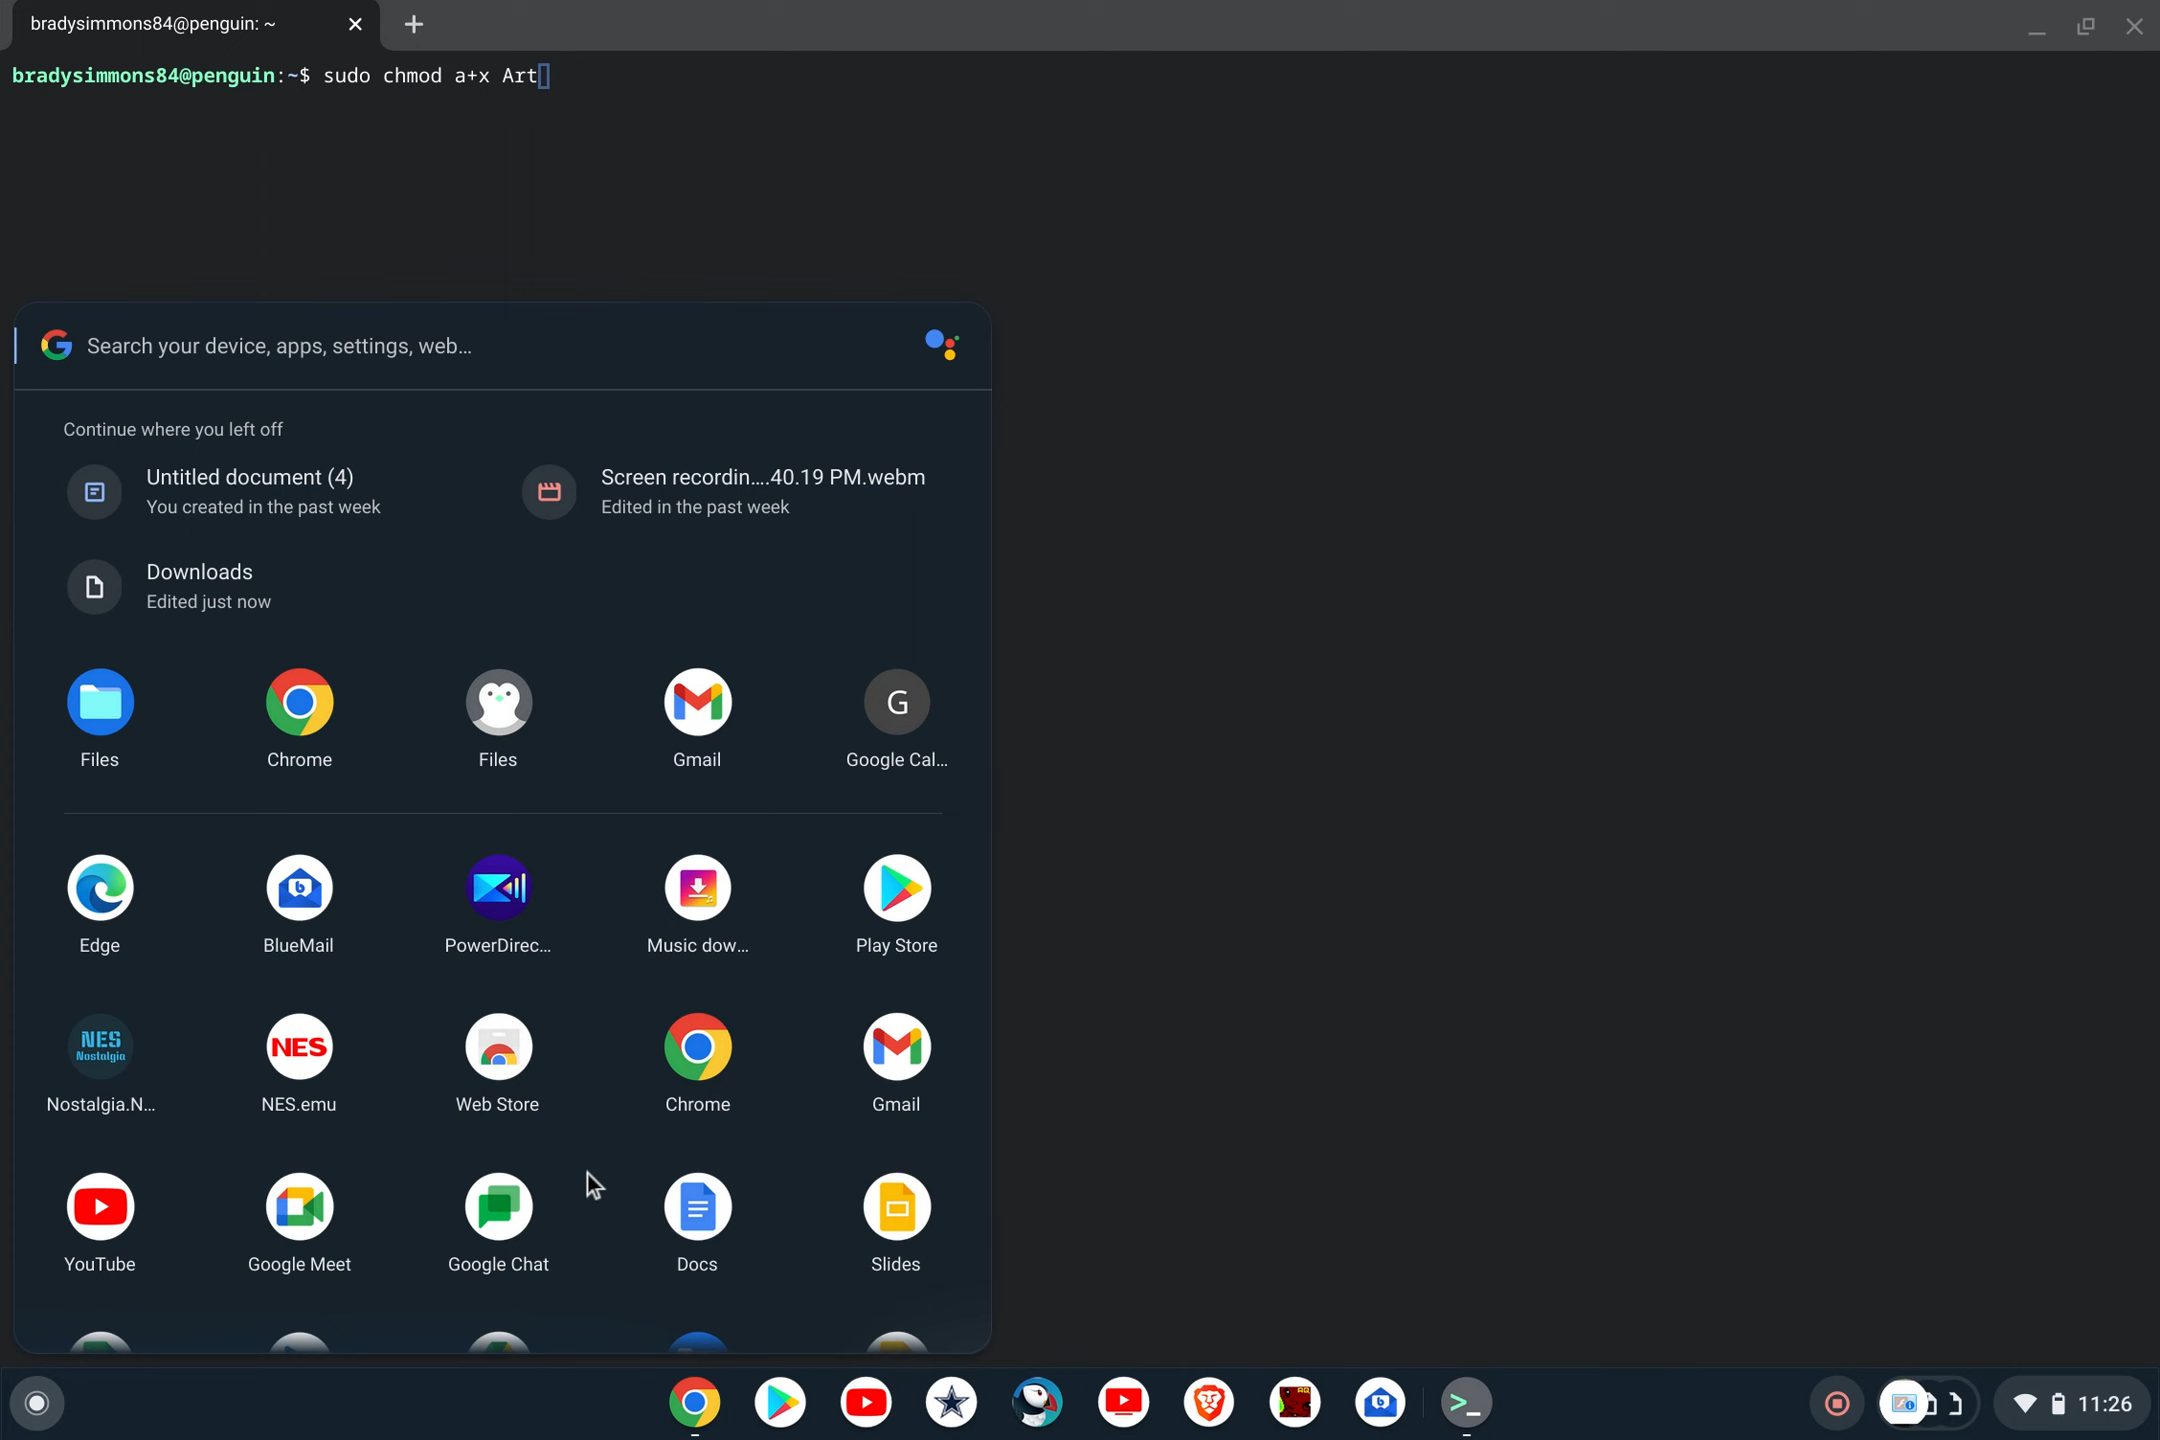 bradysimmons84@penguin: ~
bradysimmons84@penguin:~$ sudo chmod a+x Art
Search your device, apps, settings, web...
Continue where you left off
Untitled document (4)
You created in the past week
Screen recordin....40.19 PM.webm
Edited in the past week
Downloads
Edited just now
Files
Chrome
Files
Gmail
G
Google Cal...
Edge
BlueMail
PowerDirec...
Music dow...
Play Store
NES
Nostalgia
Nostalgia.N...
NES
NES.emu
Web Store
Chrome
Gmail
YouTube
Google Meet
Google Chat
Docs
Slides
11:26